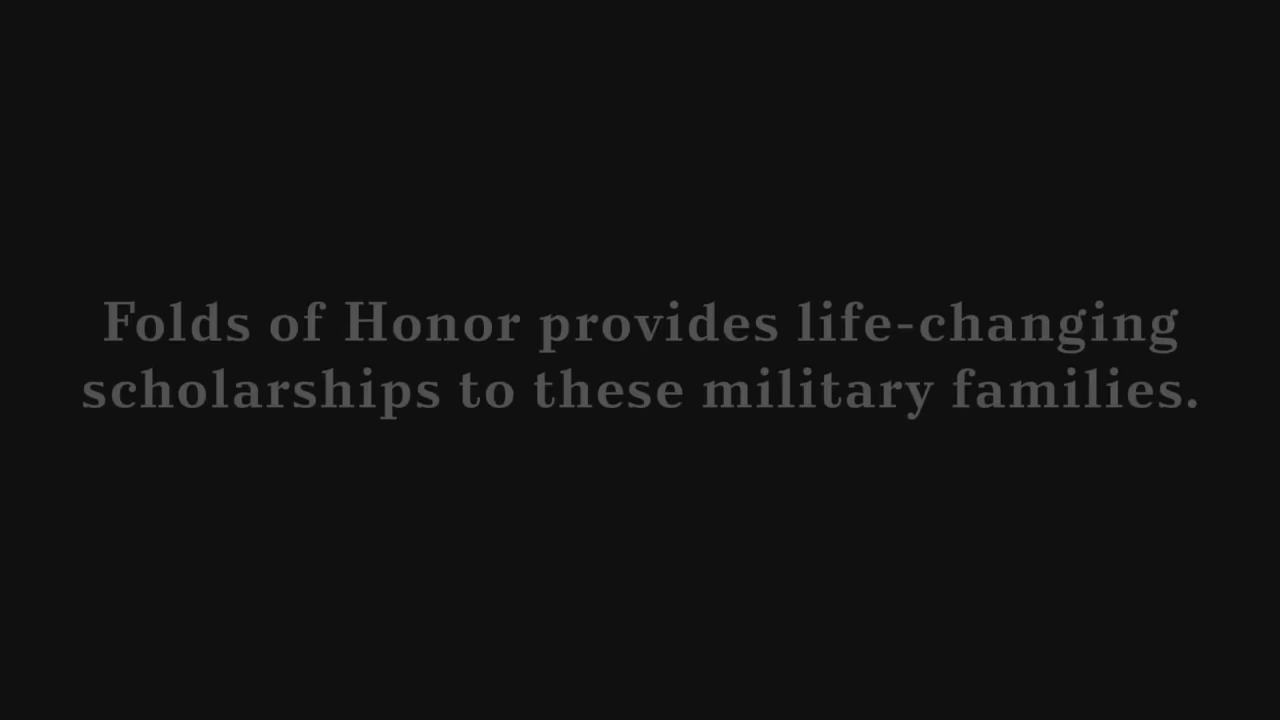 Folds of Honor provides life-changing
scholarships to these military families.